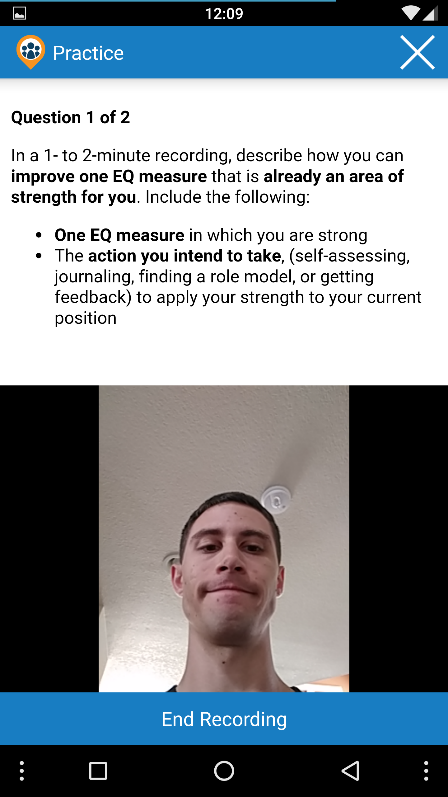 12:09
Practice
Question 1 of 2
In a 1- to 2-minute recording, describe how you can
improve one EQ measure that is already an area of
strength for you. Include the following:
• One EQ measure in which you are strong
• The action you intend to take, (self-assessing,
journaling, finding a role model, or getting
feedback) to apply your strength to your current
position
End Recording